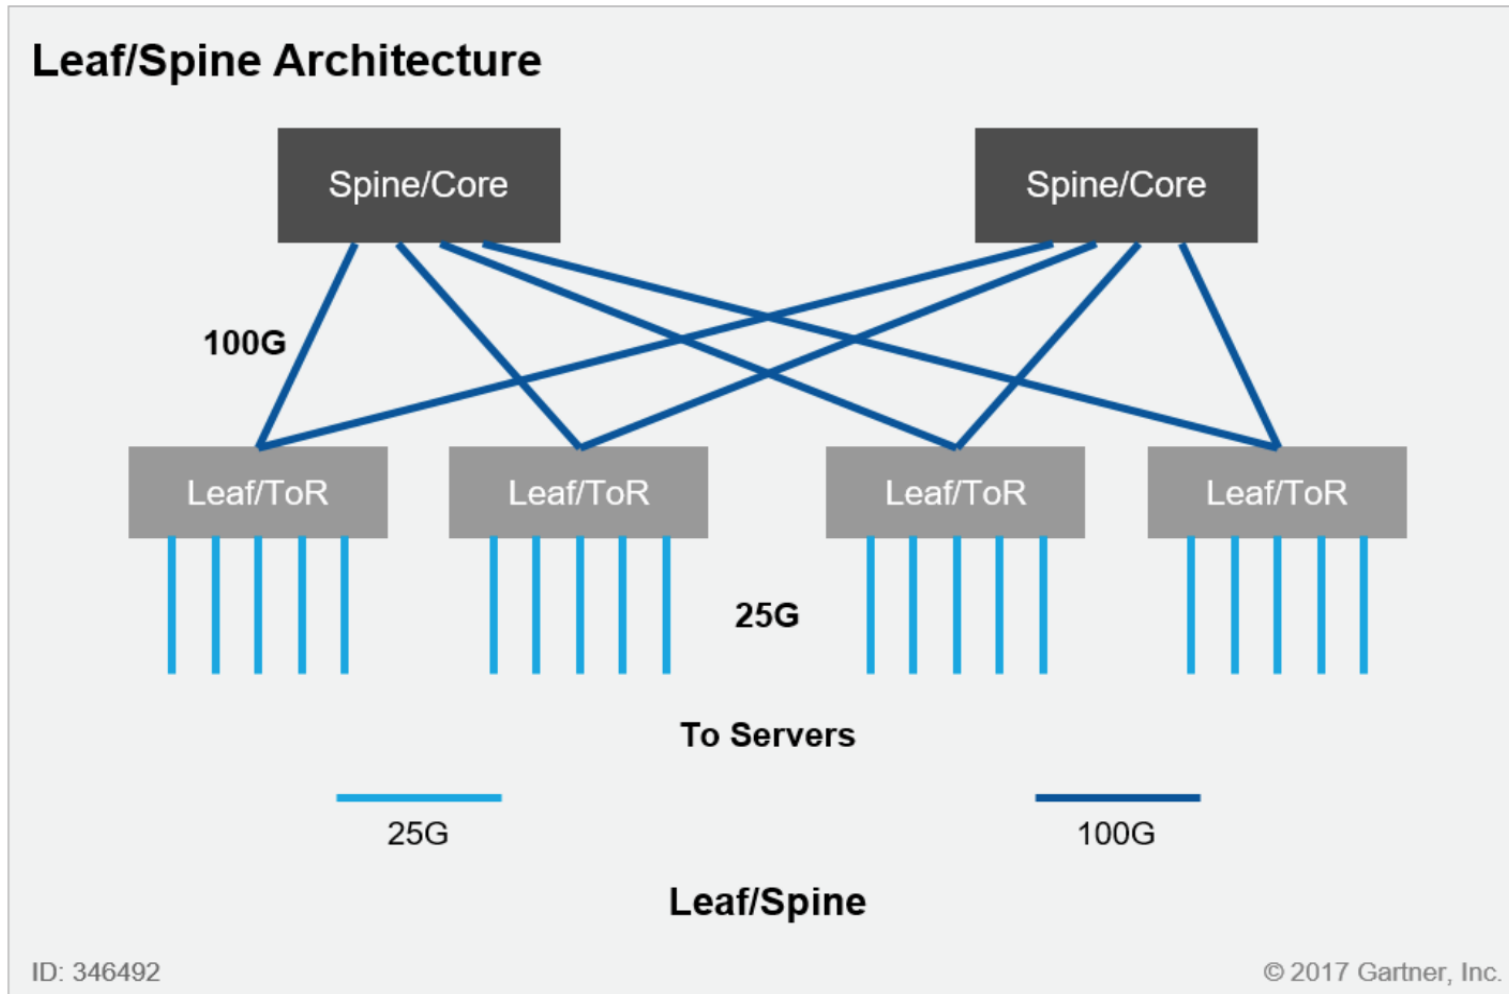 Leaf/Spine Architecture
Spine/Core
Spine/Core
100G
Leaf/ToR
Leaf/ToR
Leaf/ToR
Leaf/ToR
25G
To Servers
25G
100G
Leaf/Spine
ID: 346492
© 2017 Gartner, Inc.